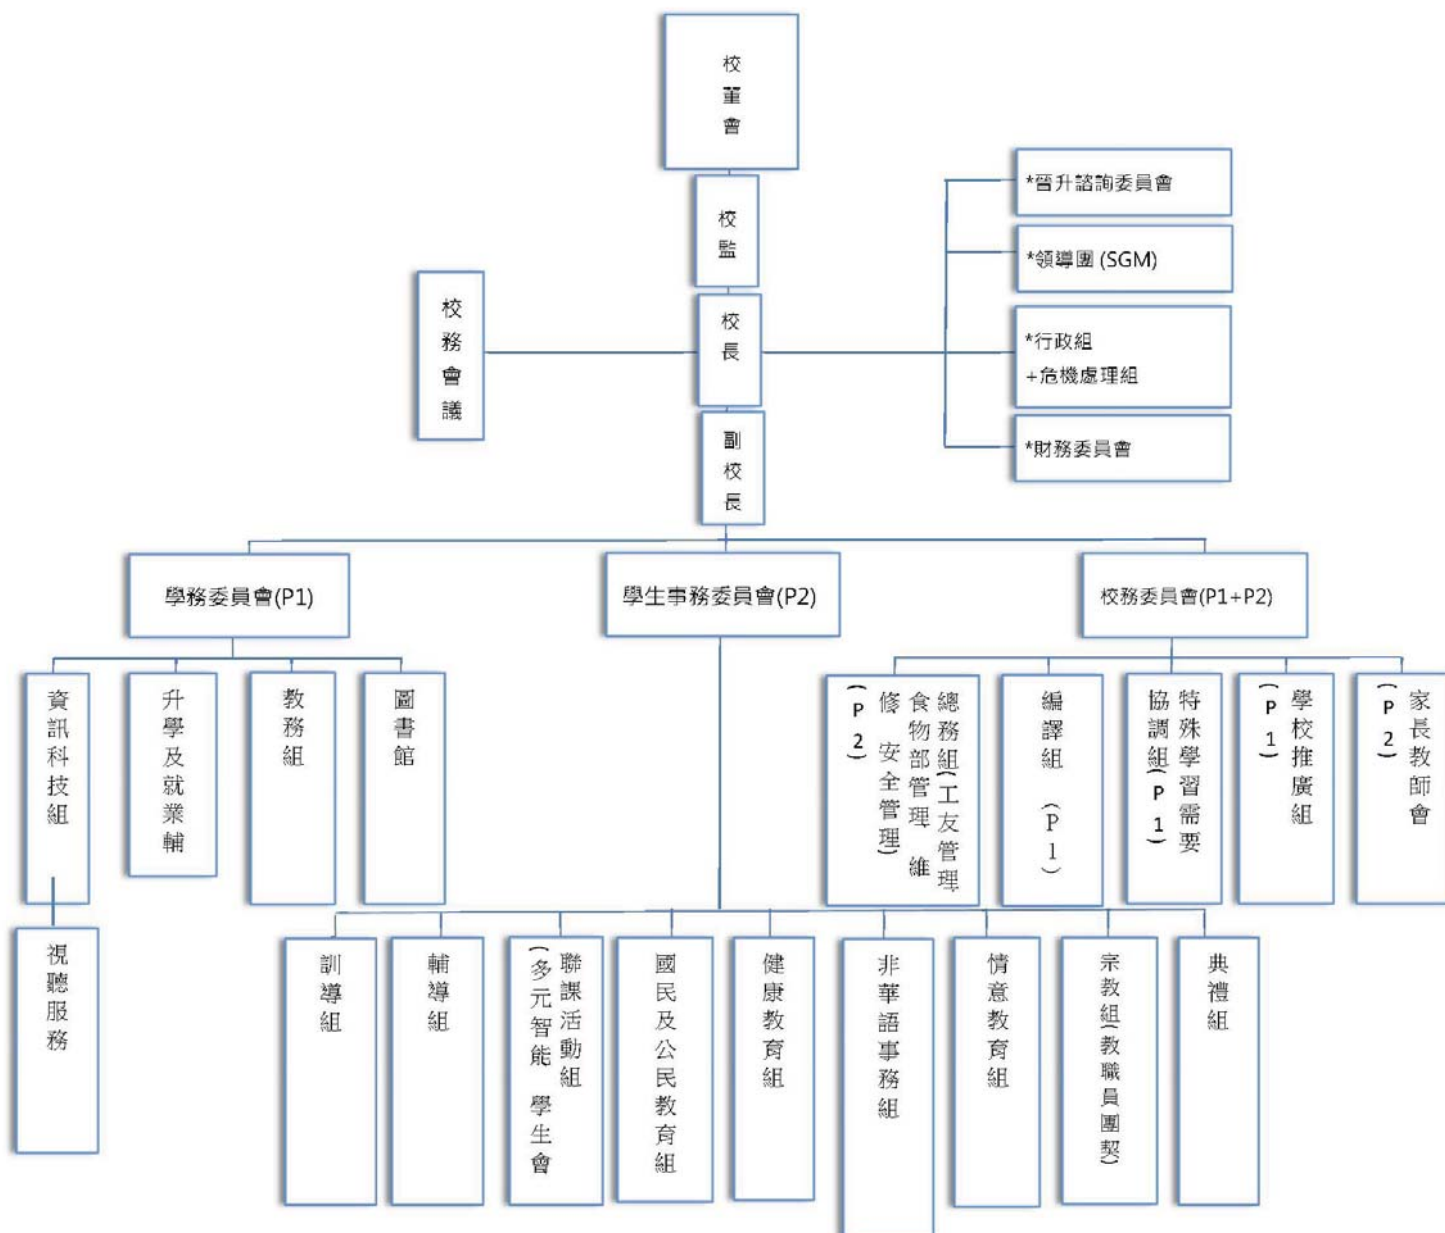 校董會
校監
*晉升諮詢委員會
*領導團 (SGM)
校務會議
校長
*行政組
+危機處理組
副校長
*財務委員會
學務委員會(P1)
學生事務委員會(P2)
校務委員會(P1+P2)
資訊科技組
升學及就業輔
教務組
圖書館
總務組(工友管理、
食物部管理、維
修、安全管理)
(P2)
編譯組 (P1)
特殊學習需要
協調組(P1)
學校推廣組
(P1)
家長教師會
(P2)
視聽服務
訓導組
輔導組
聯課活動組
(多元智能、學生會
國民及公民教育組
健康教育組
非華語事務組
情意教育組
宗教組(教職員團契)
典禮組